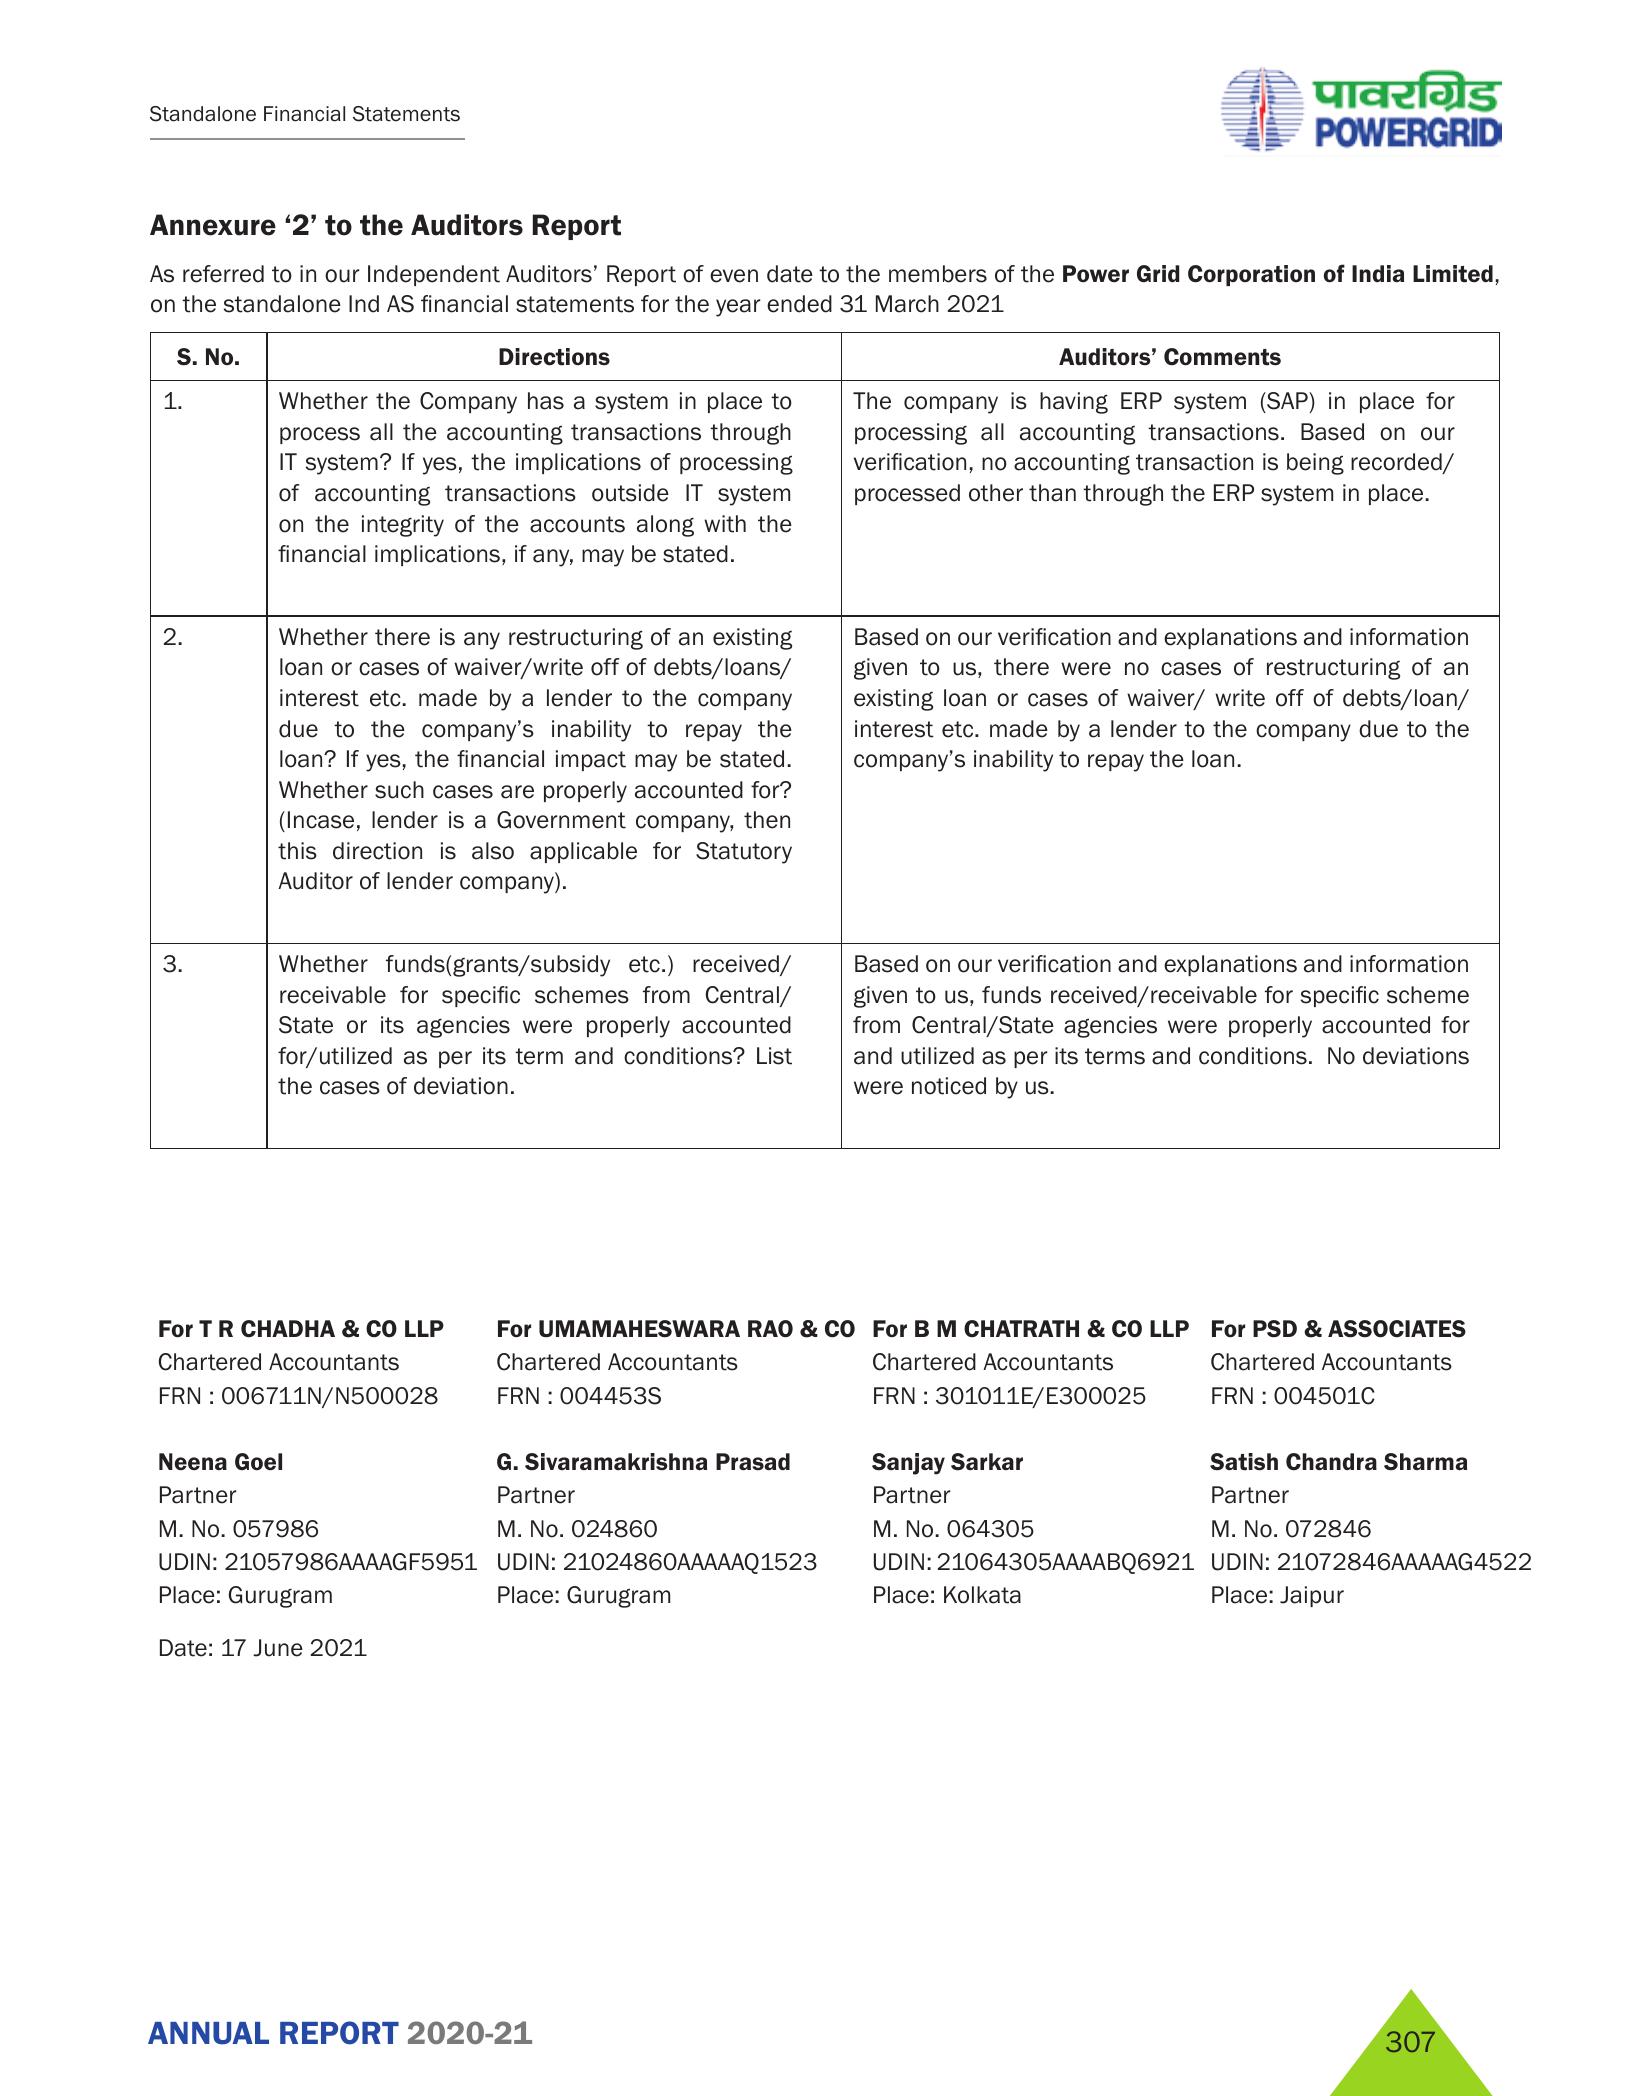 Standalone Financial Statements
पावरग्रिड
POWERGRID
Annexure ‘2’ to the Auditors Report
As referred to in our Independent Auditors’ Report of even date to the members of the Power Grid Corporation of India Limited,
on the standalone Ind AS financial statements for the year ended 31 March 2021
S. No. Directions Auditors’ Comments
1.
Whether the Company has a system in place to
process all the accounting transactions through
IT system? If yes, the implications of processing
of accounting transactions outside IT system
on the integrity of the accounts along with the
financial implications, if any, may be stated.
The company is having ERP system (SAP) in place for
processing all accounting transactions. Based on our
verification, no accounting transaction is being recorded/
processed other than through the ERP system in place.
2.
Whether there is any restructuring of an existing
loan or cases of waiver/write off of debts/loans/
interest etc. made by a lender to the company
due to the company’s inability to repay the
loan? If yes, the financial impact may be stated.
Whether such cases are properly accounted for?
(Incase, lender is a Government company, then
this direction is also applicable for Statutory
Auditor of lender company).
Based on our verification and explanations and information
given to us, there were no cases of restructuring of an
existing loan or cases of waiver/ write off of debts/loan/
interest etc. made by a lender to the company due to the
company’s inability to repay the loan.
3.
Whether funds(grants/subsidy etc.) received/
receivable for specific schemes from Central/
State or its agencies were properly accounted
for/utilized as per its term and conditions? List
the cases of deviation.
Based on our verification and explanations and information
given to us, funds received/receivable for specific scheme
from Central/State agencies were properly accounted for
and utilized as per its terms and conditions. No deviations
were noticed by us.
For T R CHADHA & CO LLP
Chartered Accountants
FRN : 006711N/N500028
Neena Goel
Partner
M. No. 057986
UDIN: 21057986AAAAGF5951
Place: Gurugram
For UMAMAHESWARA RAO & CO
Chartered Accountants
FRN : 004453S
G. Sivaramakrishna Prasad
Partner
M. No. 024860
UDIN: 21024860AAAAAQ1523
Place: Gurugram
For B M CHATRATH & CO LLP
Chartered Accountants
FRN : 301011E/E300025
Sanjay Sarkar
Partner
M. No. 064305
UDIN: 21064305AAAABQ6921
Place: Kolkata
For PSD & ASSOCIATES
Chartered Accountants
FRN : 004501C
Satish Chandra Sharma
Partner
M. No. 072846
UDIN: 21072846AAAAAG4522
Place: Jaipur
Date: 17 June 2021
ANNUAL REPORT 2020-21
307